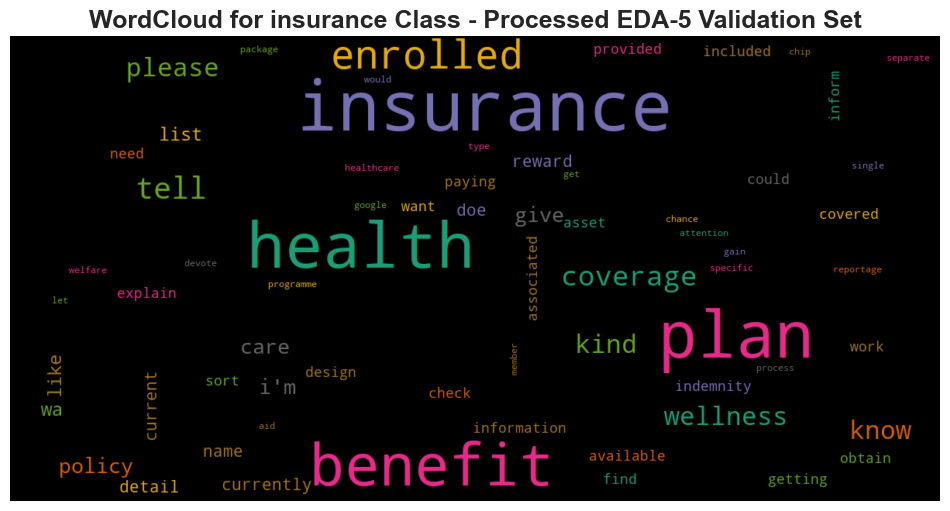 WordCloud for insurance Class - Processed EDA-5 Validation Set
package
enrolled
provided
included
chip
separate
please
would
insurance
inform
list
need
type
reward
healthcare
get
single
tell
paying
could
google
want
doe
give
asset
chance
covered
attention
health
associated
gain
welfare
devote
coverage
specific
reportage
let
explain
programme
plan
care
kind
work
like
sort
i'm
design
member
process
indemnity
wa
current
check
wellness
know
aid
information
name
policy
benefit
available
obtain
detail
currently
find
getting